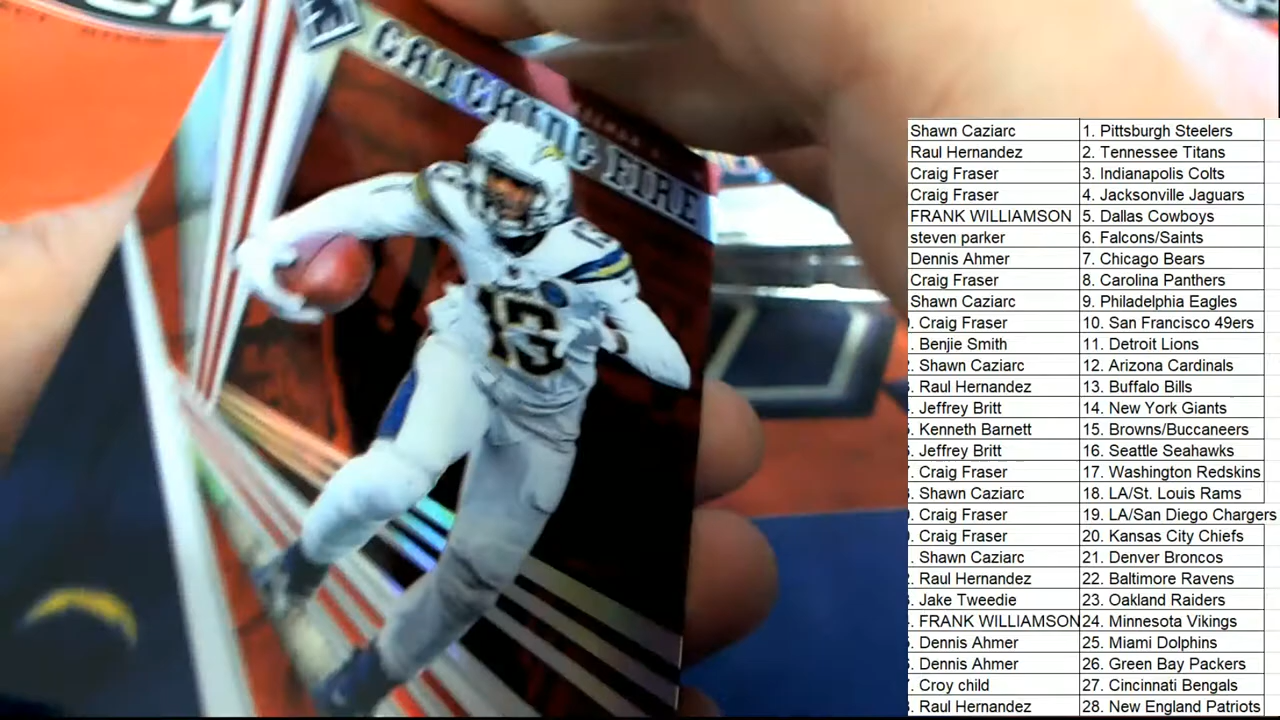 CATCHING FIRE
13
13
Shawn Caziarc 1. Pittsburgh Steelers
Raul Hernandez 2. Tennessee Titans
Craig Fraser 3. Indianapolis Colts
Craig Fraser 4. Jacksonville Jaguars
FRANK WILLIAMSON 5. Dallas Cowboys
steven parker 6. Falcons/Saints
Dennis Ahmer 7. Chicago Bears
Craig Fraser 8. Carolina Panthers
Shawn Caziarc 9. Philadelphia Eagles
. Craig Fraser 10. San Francisco 49ers
. Benjie Smith 11. Detroit Lions
. Shawn Caziarc 12. Arizona Cardinals
. Raul Hernandez 13. Buffalo Bills
. Jeffrey Britt 14. New York Giants
. Kenneth Barnett 15. Browns/Buccaneers
. Jeffrey Britt 16. Seattle Seahawks
. Craig Fraser 17. Washington Redskins
. Shawn Caziarc 18. LA/St. Louis Rams
. Craig Fraser 19. LA/San Diego Chargers
. Craig Fraser 20. Kansas City Chiefs
. Shawn Caziarc 21. Denver Broncos
. Raul Hernandez 22. Baltimore Ravens
. Jake Tweedie 23. Oakland Raiders
. FRANK WILLIAMSON 24. Minnesota Vikings
. Dennis Ahmer 25. Miami Dolphins
. Dennis Ahmer 26. Green Bay Packers
. Croy child 27. Cincinnati Bengals
. Raul Hernandez 28. New England Patriots